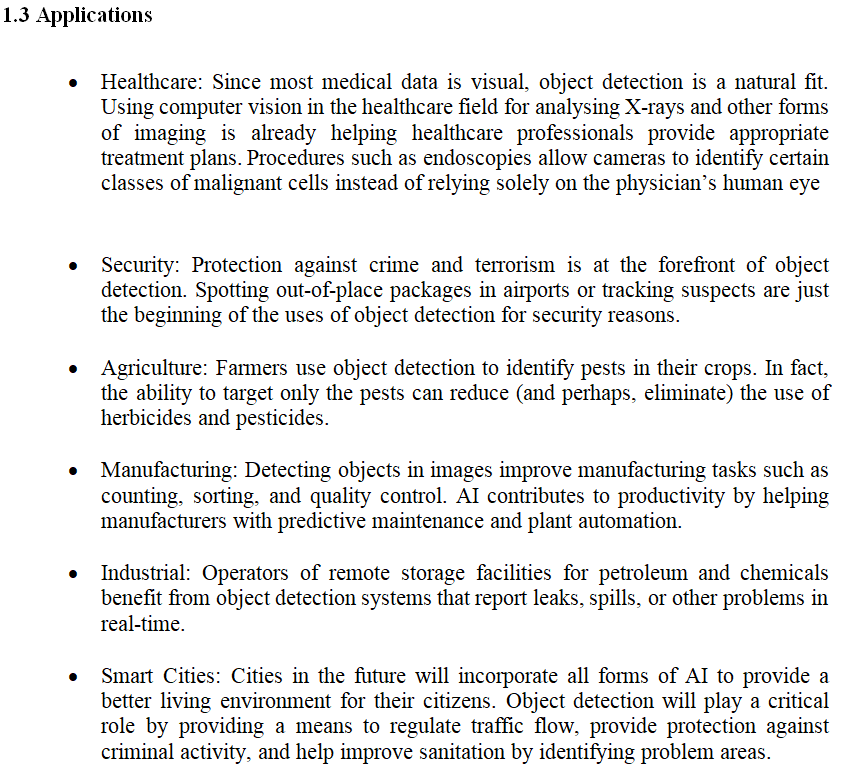 1.3 Applications
• Healthcare: Since most medical data is visual, object detection is a natural fit.
Using computer vision in the healthcare field for analysing X-rays and other forms
of imaging is already helping healthcare professionals provide appropriate
treatment plans. Procedures such as endoscopies allow cameras to identify certain
classes of malignant cells instead of relying solely on the physician’s human eye
• Security: Protection against crime and terrorism is at the forefront of object
detection. Spotting out-of-place packages in airports or tracking suspects are just
the beginning of the uses of object detection for security reasons.
• Agriculture: Farmers use object detection to identify pests in their crops. In fact,
the ability to target only the pests can reduce (and perhaps, eliminate) the use of
herbicides and pesticides.
• Manufacturing: Detecting objects in images improve manufacturing tasks such as
counting, sorting, and quality control. AI contributes to productivity by helping
manufacturers with predictive maintenance and plant automation.
• Industrial: Operators of remote storage facilities for petroleum and chemicals
benefit from object detection systems that report leaks, spills, or other problems in
real-time.
• Smart Cities: Cities in the future will incorporate all forms of AI to provide a
better living environment for their citizens. Object detection will play a critical
role by providing a means to regulate traffic flow, provide protection against
criminal activity, and help improve sanitation by identifying problem areas.